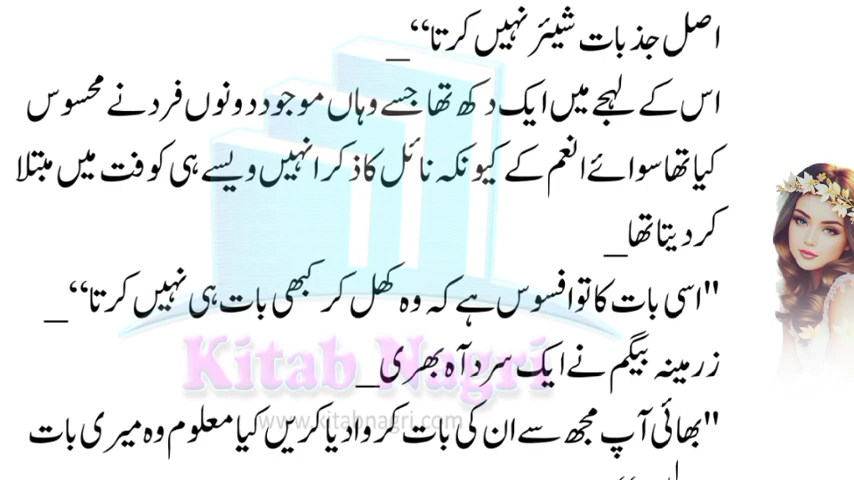 اصل جذبات شیئر نہیں کرتا“_
اس کے لہجے میں ایک دکھ تھا جسے وہاں موجود دونوں فرد نے محسوس
کیا تھا سوائے انعم کے کیونکہ نائل کا ذکر انہیں ویسے ہی کوفت میں مبتلا
کر دیتا تھا_
"اسی بات کا تو افسوس ہے کہ وہ کھل کر کبھی بات ہی نہیں کرتا“_
زرمینہ بیگم نے ایک سرد آہ بھری_
Kitab Nagri
www.kitabnagri.com
"بھائی آپ مجھ سے ان کی بات کروا دیا کریں کیا معلوم وہ میری بات